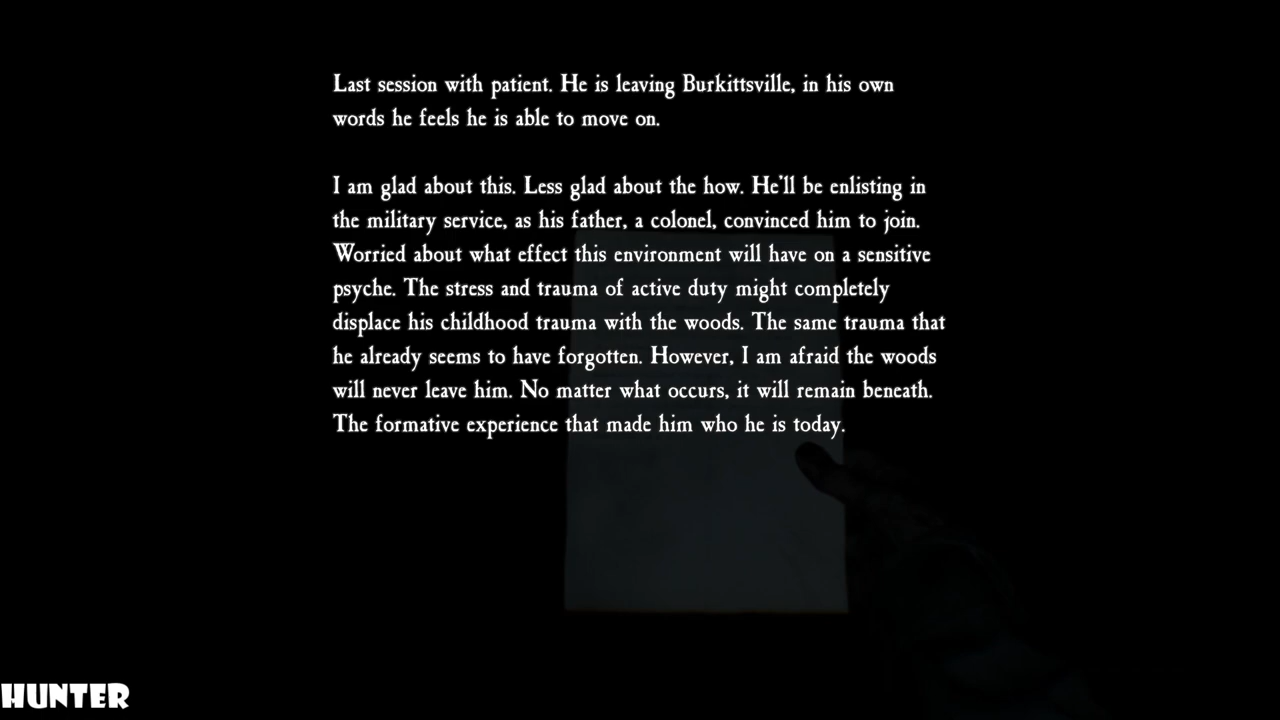 Last session with patient. He is leaving Burkittsville, in his own
words he feels he is able to move on.
I am glad about this. Less glad about the how. He'll be enlisting in
the military service, as his father, a colonel, convinced him to join.
Worried about what effect this environment will have on a sensitive
psyche. The stress and trauma of active duty might completely
displace his childhood trauma with the woods. The same trauma that
he already seems to have forgotten. However, I am afraid the woods
will never leave him. No matter what occurs, it will remain beneath.
The formative experience that made him who he is today.
HUNTER